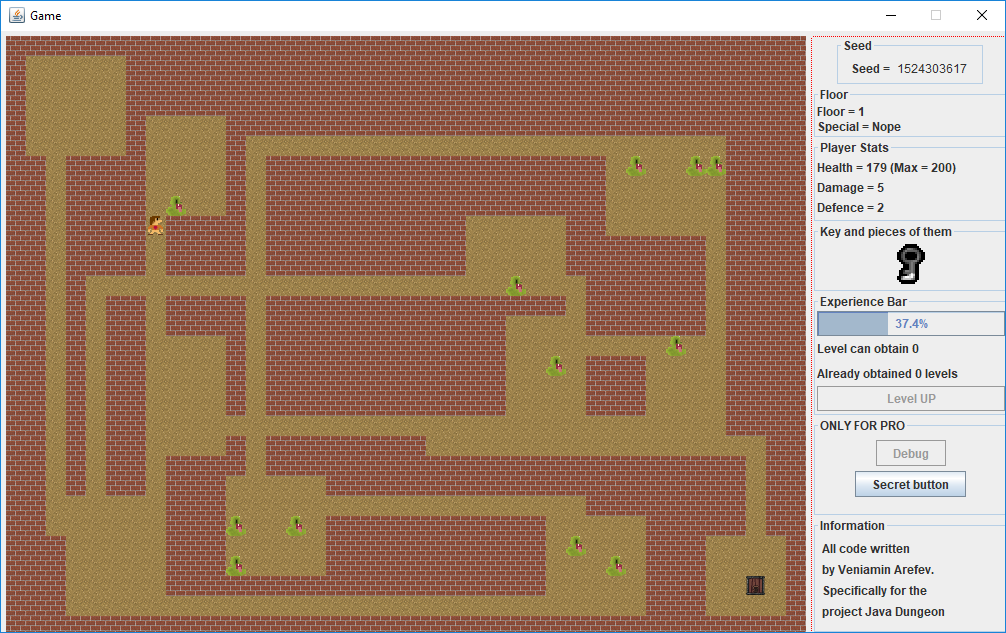 Game
Seed
Seed = 1524303617
Floor
Floor = 1
Special = Nope
Player Stats
Health = 179 (Max = 200)
Damage = 5
Defence = 2
Key and pieces of them
Experience Bar
37.4%
Level can obtain 0
Already obtained 0 levels
Level UP
ONLY FOR PRO
Debug
Secret button
Information
All code written
by Veniamin Arefev.
Specifically for the
project Java Dungeon